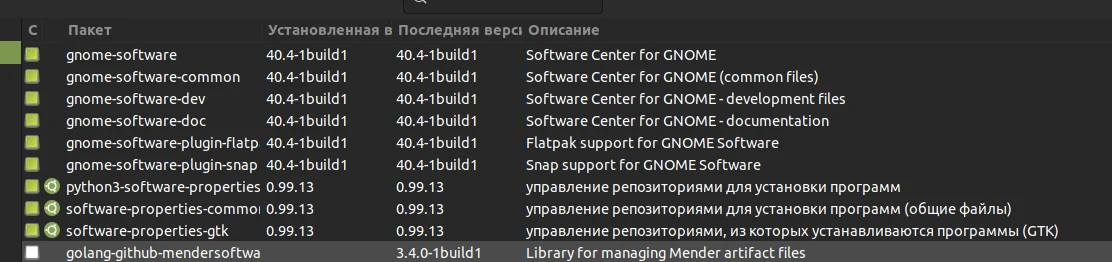 С Пакет Установленная в Последняя верси Описание
gnome-software 40.4-1build1 40.4-1build1 Software Center for GNOME
gnome-software-common 40.4-1build1 40.4-1build1 Software Center for GNOME (common files)
gnome-software-dev 40.4-1build1 40.4-1build1 Software Center for GNOME - development files
gnome-software-doc 40.4-1build1 40.4-1build1 Software Center for GNOME - documentation
gnome-software-plugin-flatp 40.4-1build1 40.4-1build1 Flatpak support for GNOME Software
gnome-software-plugin-snap 40.4-1build1 40.4-1build1 Snap support for GNOME Software
python3-software-properties 0.99.13 0.99.13 управление репозиториями для установки программ
software-properties-commo 0.99.13 0.99.13 управление репозиториями для установки программ (общие файлы)
software-properties-gtk 0.99.13 0.99.13 управление репозиториями, из которых устанавливаются программы (GTK)
golang-github-mendersoftwa 3.4.0-1build1 Library for managing Mender artifact files